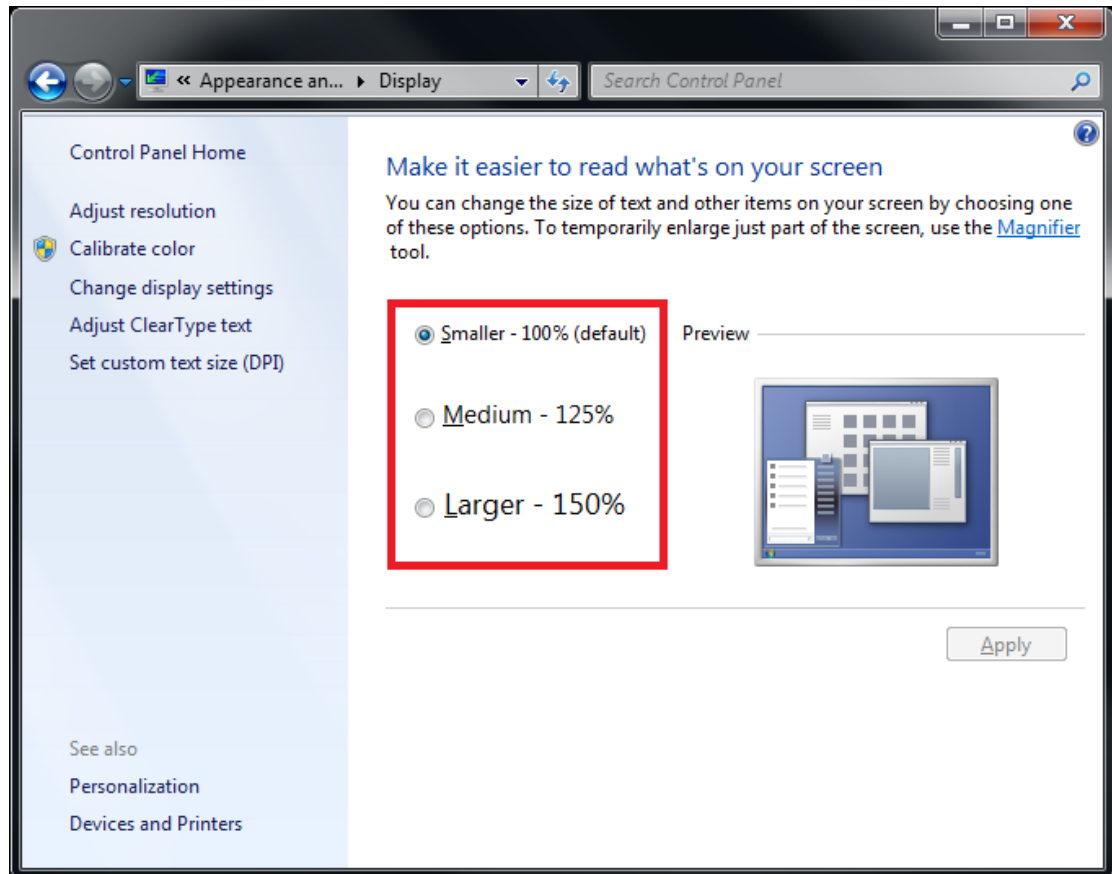 « Appearance an... ▸ Display
Search Control Panel
Control Panel Home
Adjust resolution
Calibrate color
Change display settings
Adjust ClearType text
Set custom text size (DPI)
See also
Personalization
Devices and Printers
Make it easier to read what's on your screen
You can change the size of text and other items on your screen by choosing one
of these options. To temporarily enlarge just part of the screen, use the Magnifier
tool.
Smaller - 100% (default)
Medium - 125%
Larger - 150%
Preview
Apply